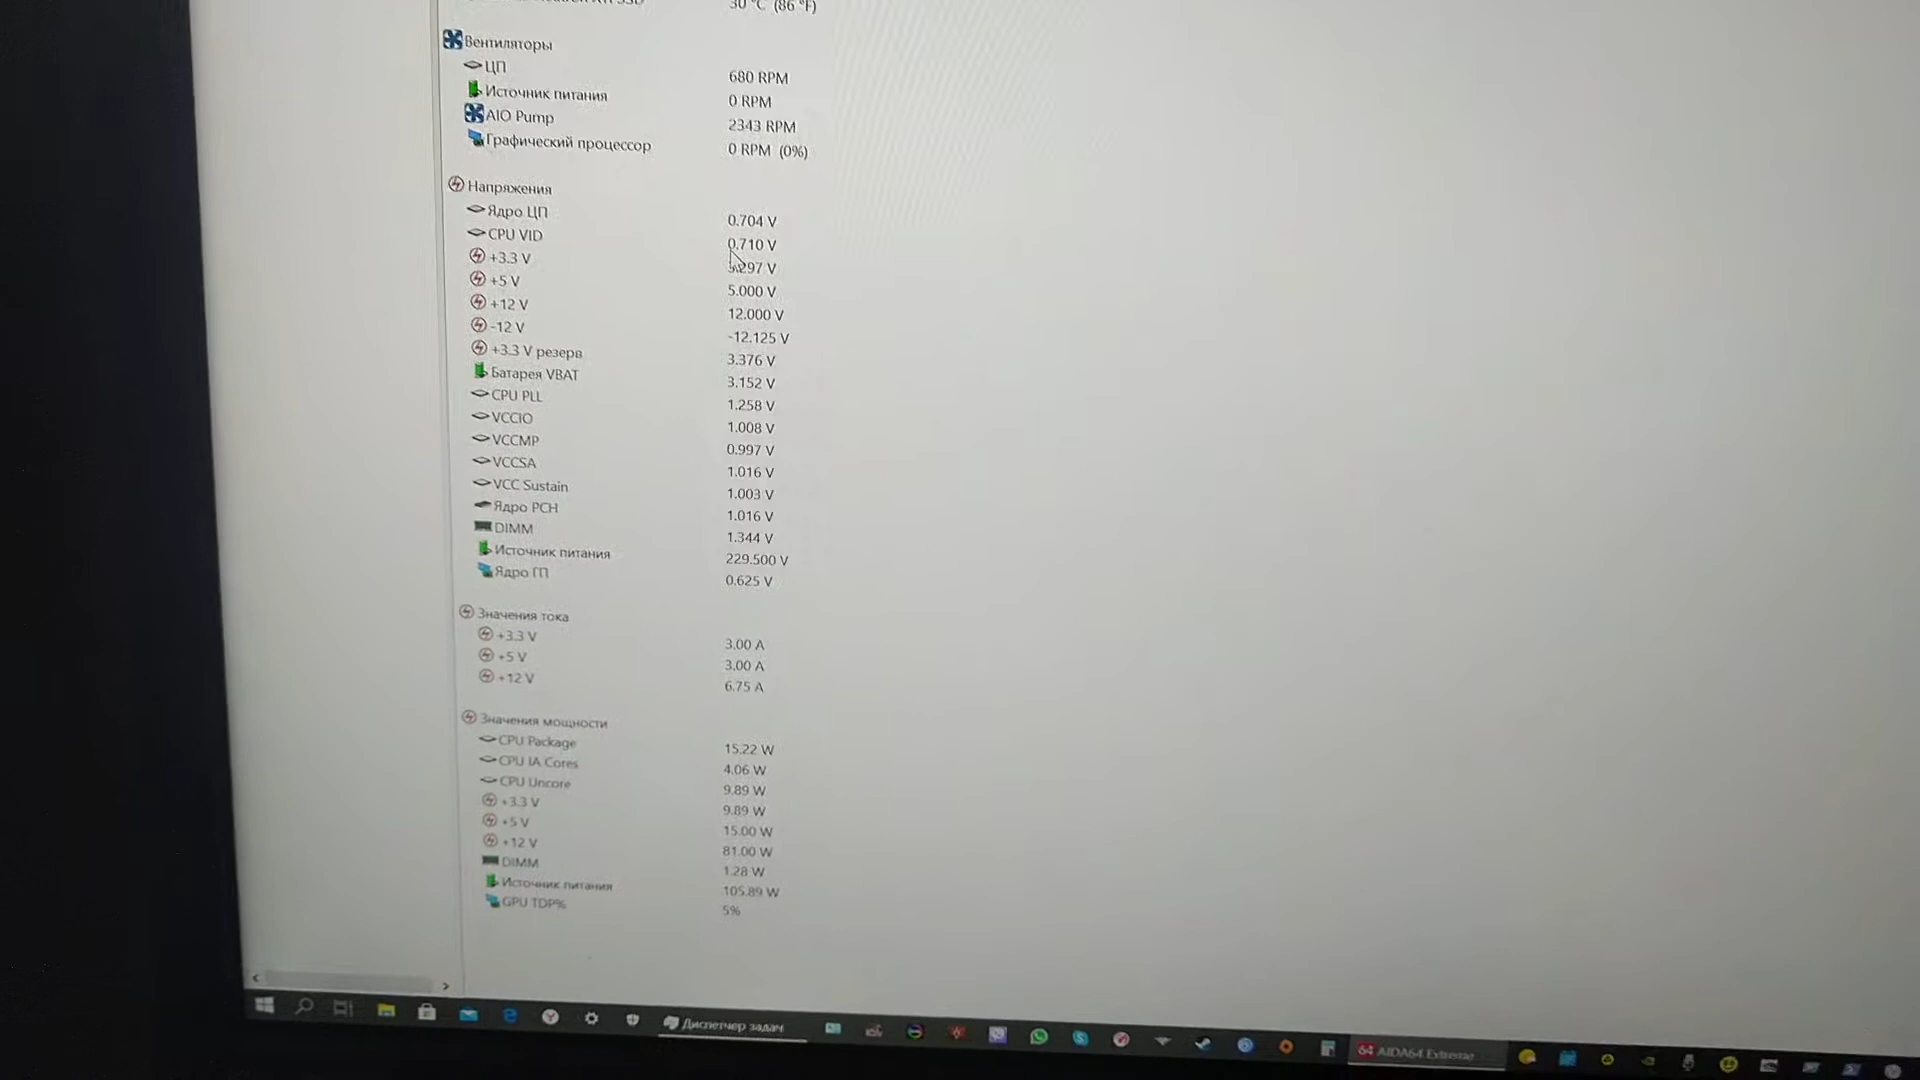 30 °C (86 °F)
Вентиляторы
ЦП 680 RPM
Источник питания 0 RPM
AIO Pump 2343 RPM
Графический процессор 0 RPM (0%)
Напряжения
Ядро ЦП 0.704 V
CPU VID 0.710 V
+3.3 V .297 V
+5 V 5.000 V
+12 V 12.000 V
-12 V -12.125 V
+3.3 V резерв 3.376 V
Батарея VBAT 3.152 V
CPU PLL 1.258 V
VCCIO 1.008 V
VCCMP 0.997 V
VCCSA 1.016 V
VCC Sustain 1.003 V
Ядро PCH 1.016 V
DIMM 1.344 V
Источник питания 229.500 V
Ядро ГП 0.625 V
Значения тока
+3.3 V 3.00 A
+5 V 3.00 A
+12 V 6.75 A
Значения мощности
CPU Package 15.22 W
CPU IA Cores 4.06 W
CPU Uncore 9.89 W
+3.3 V 9.89 W
+5 V 15.00 W
+12 V 81.00 W
DIMM 1.28 W
Источник питания 105.89 W
GPU TDP% 5%
Диспетчер задач
64 AIDA64 Extreme